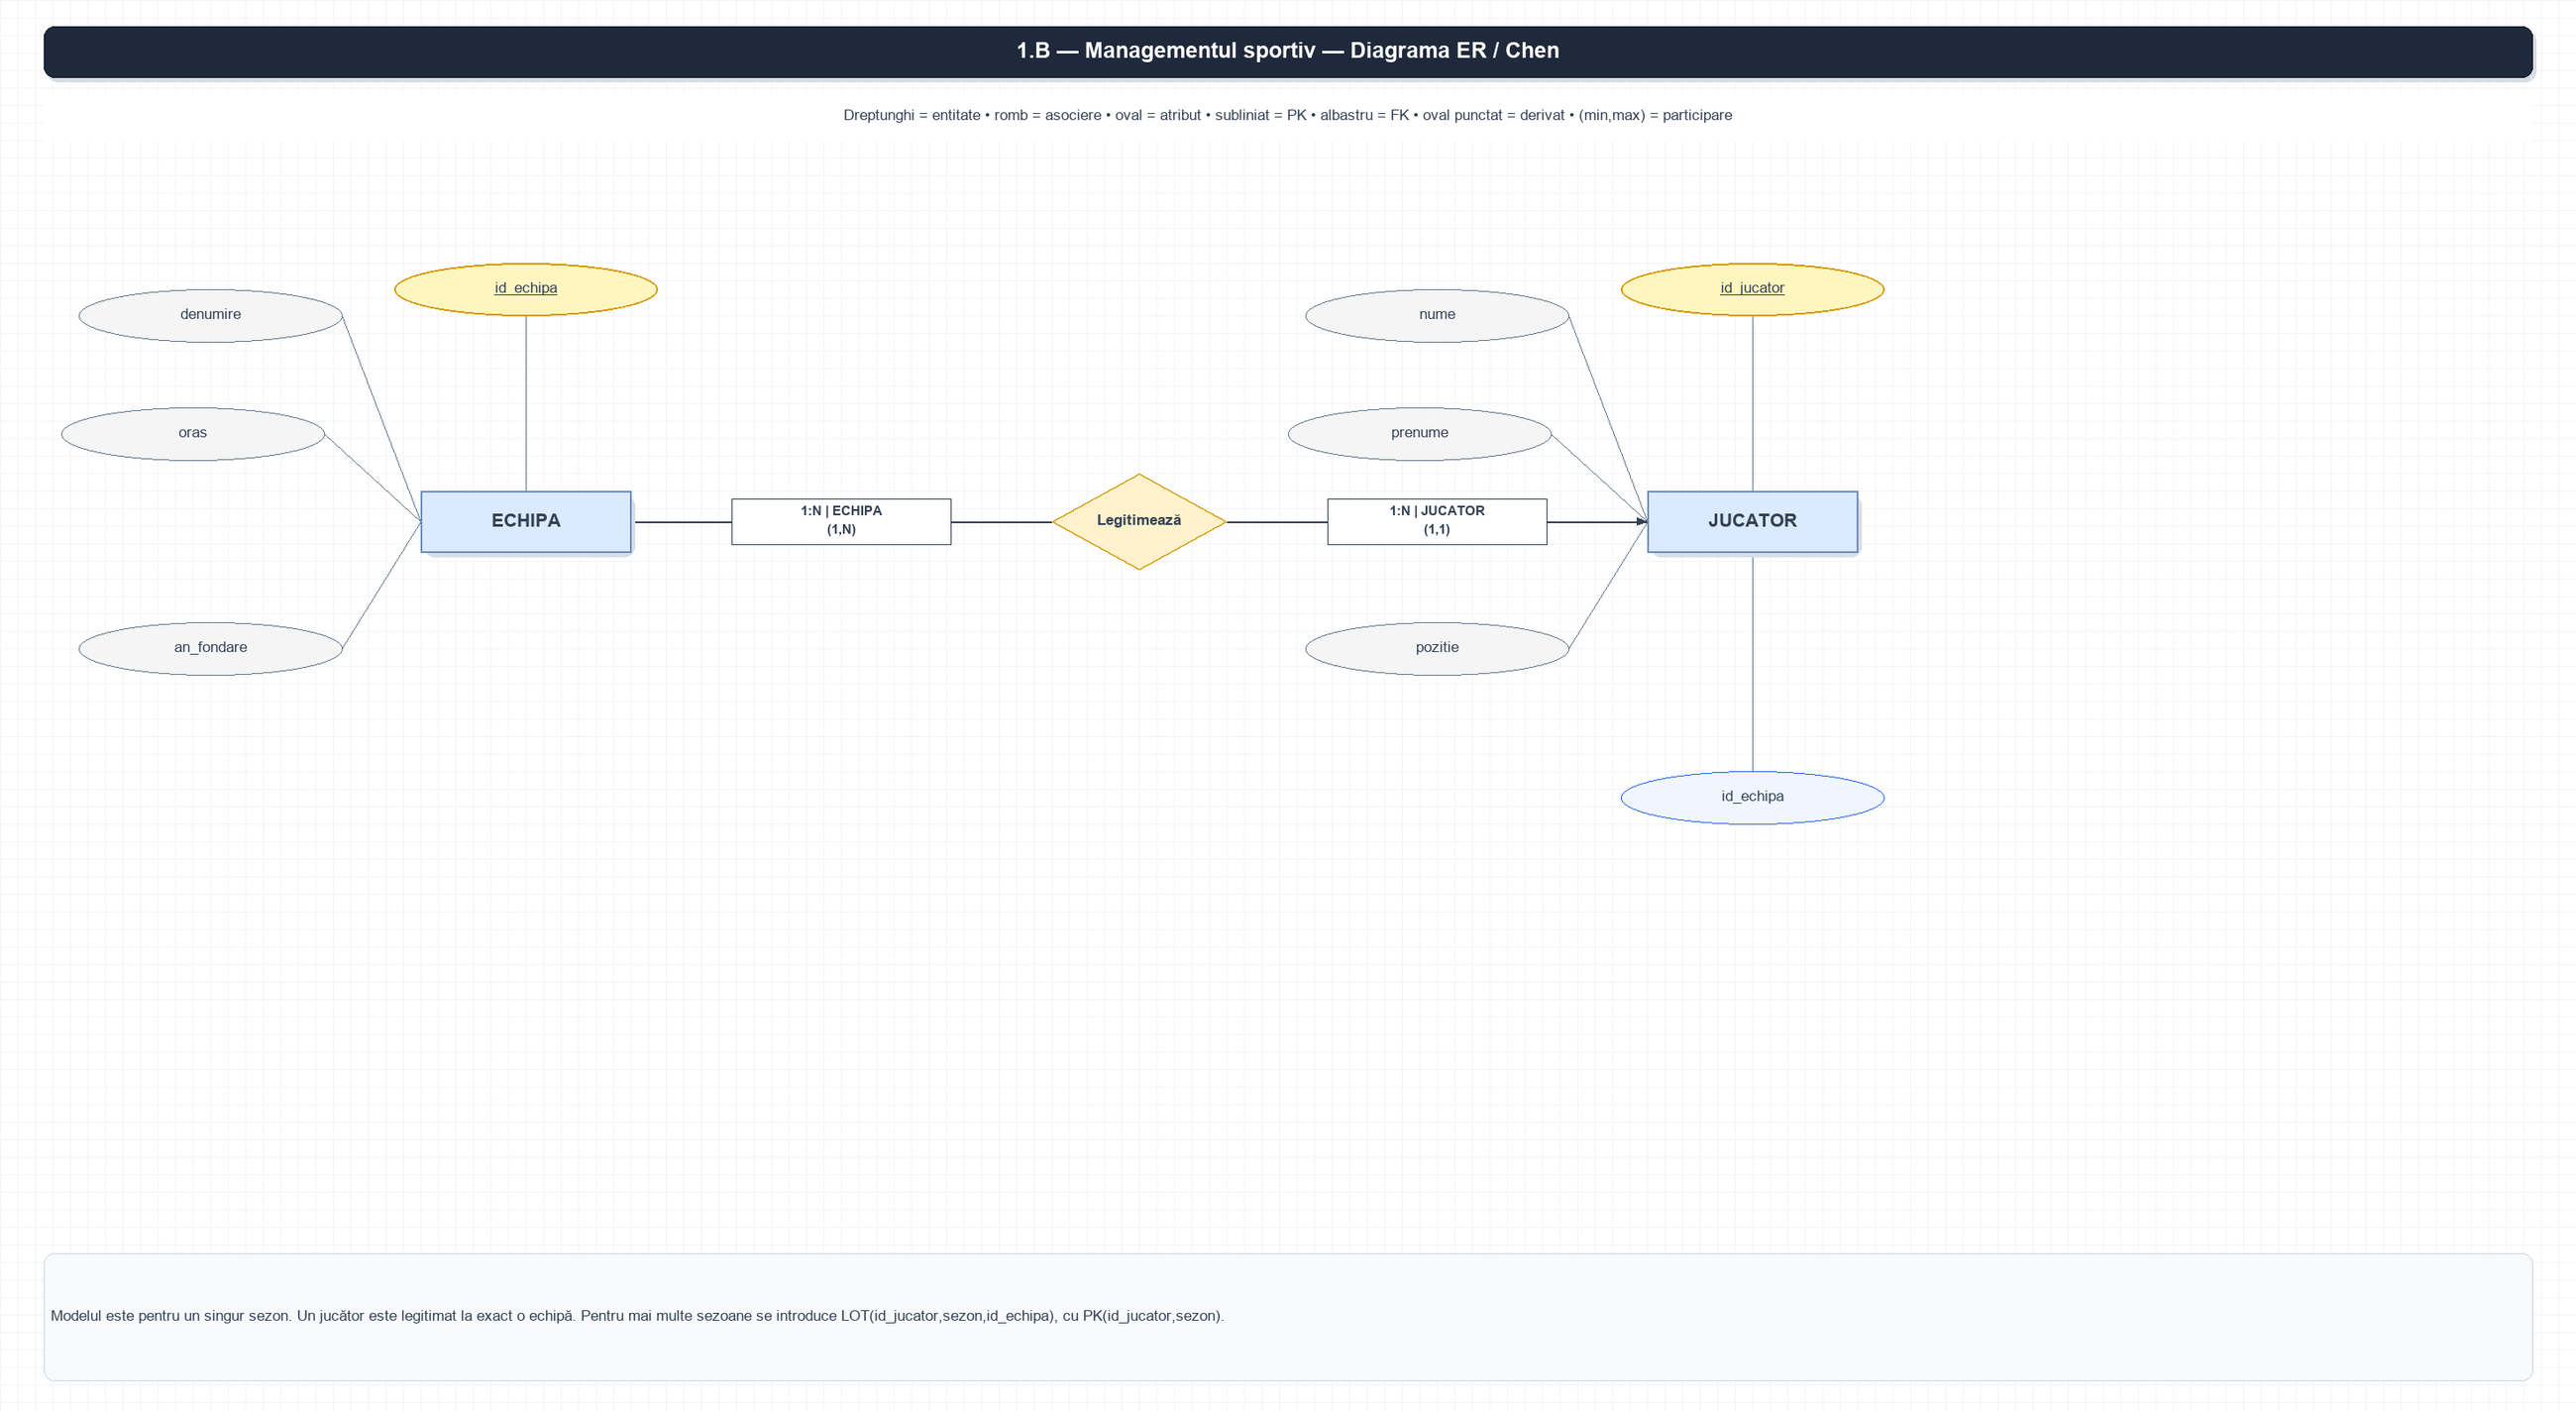 1.B — Managementul sportiv — Diagrama ER / Chen
Dreptunghi = entitate • romb = asociere • oval = atribut • subliniat = PK • albastru = FK • oval punctat = derivat • (min,max) = participare
id_echipa
denumire
oras
ECHIPA
an_fondare
1:N | ECHIPA
(1,N)
Legitimează
1:N | JUCATOR
(1,1)
id_jucator
nume
prenume
JUCATOR
pozitie
id_echipa
Modelul este pentru un singur sezon. Un jucător este legitimat la exact o echipă. Pentru mai multe sezoane se introduce LOT(id_jucator,sezon,id_echipa), cu PK(id_jucator,sezon).